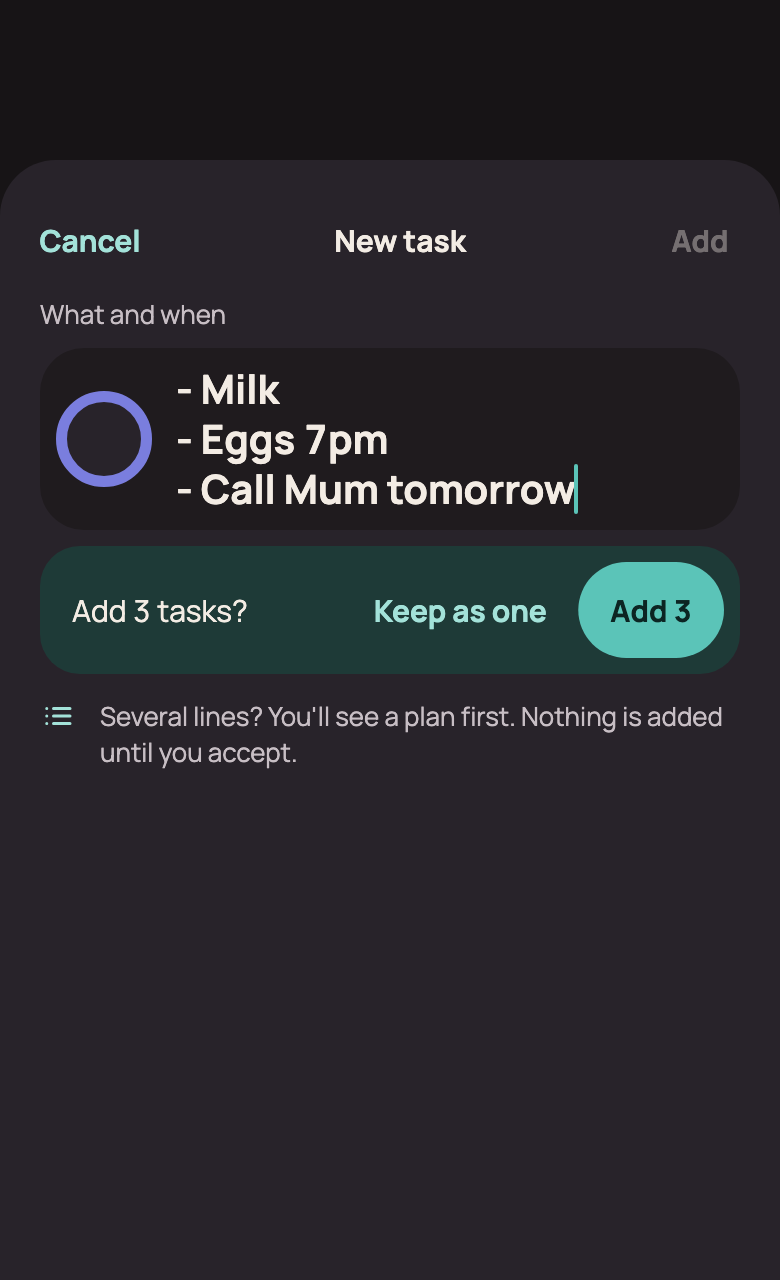 Cancel
New task
Add
What and when
- Milk
- Eggs 7pm
- Call Mum tomorrow
Add 3 tasks?
Keep as one
Add 3
Several lines? You'll see a plan first. Nothing is added
until you accept.